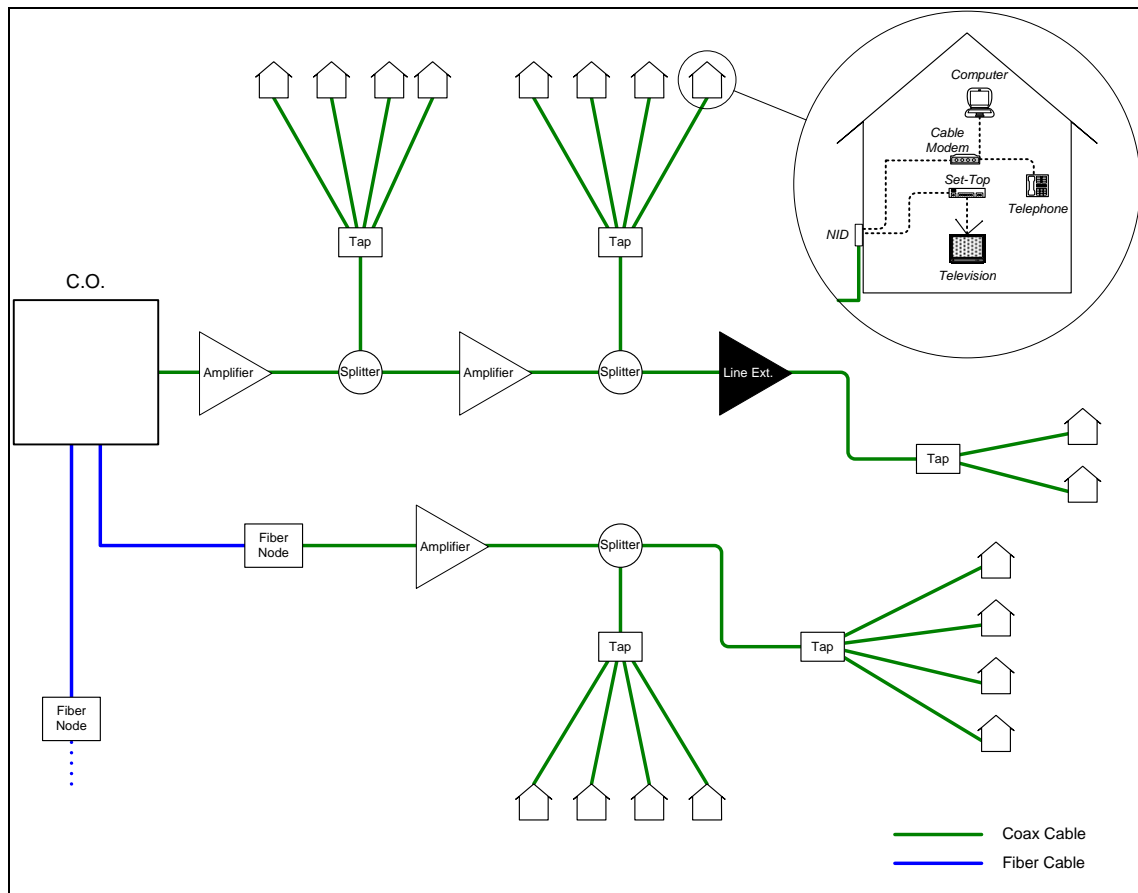 Computer
Cable
Modem
Set-Top
Telephone
NID
Television
Tap
Tap
C.O.
Amplifier
Splitter
Amplifier
Splitter
Line Ext.
Tap
Fiber
Node
Amplifier
Splitter
Tap
Tap
Fiber
Node
Coax Cable
Fiber Cable